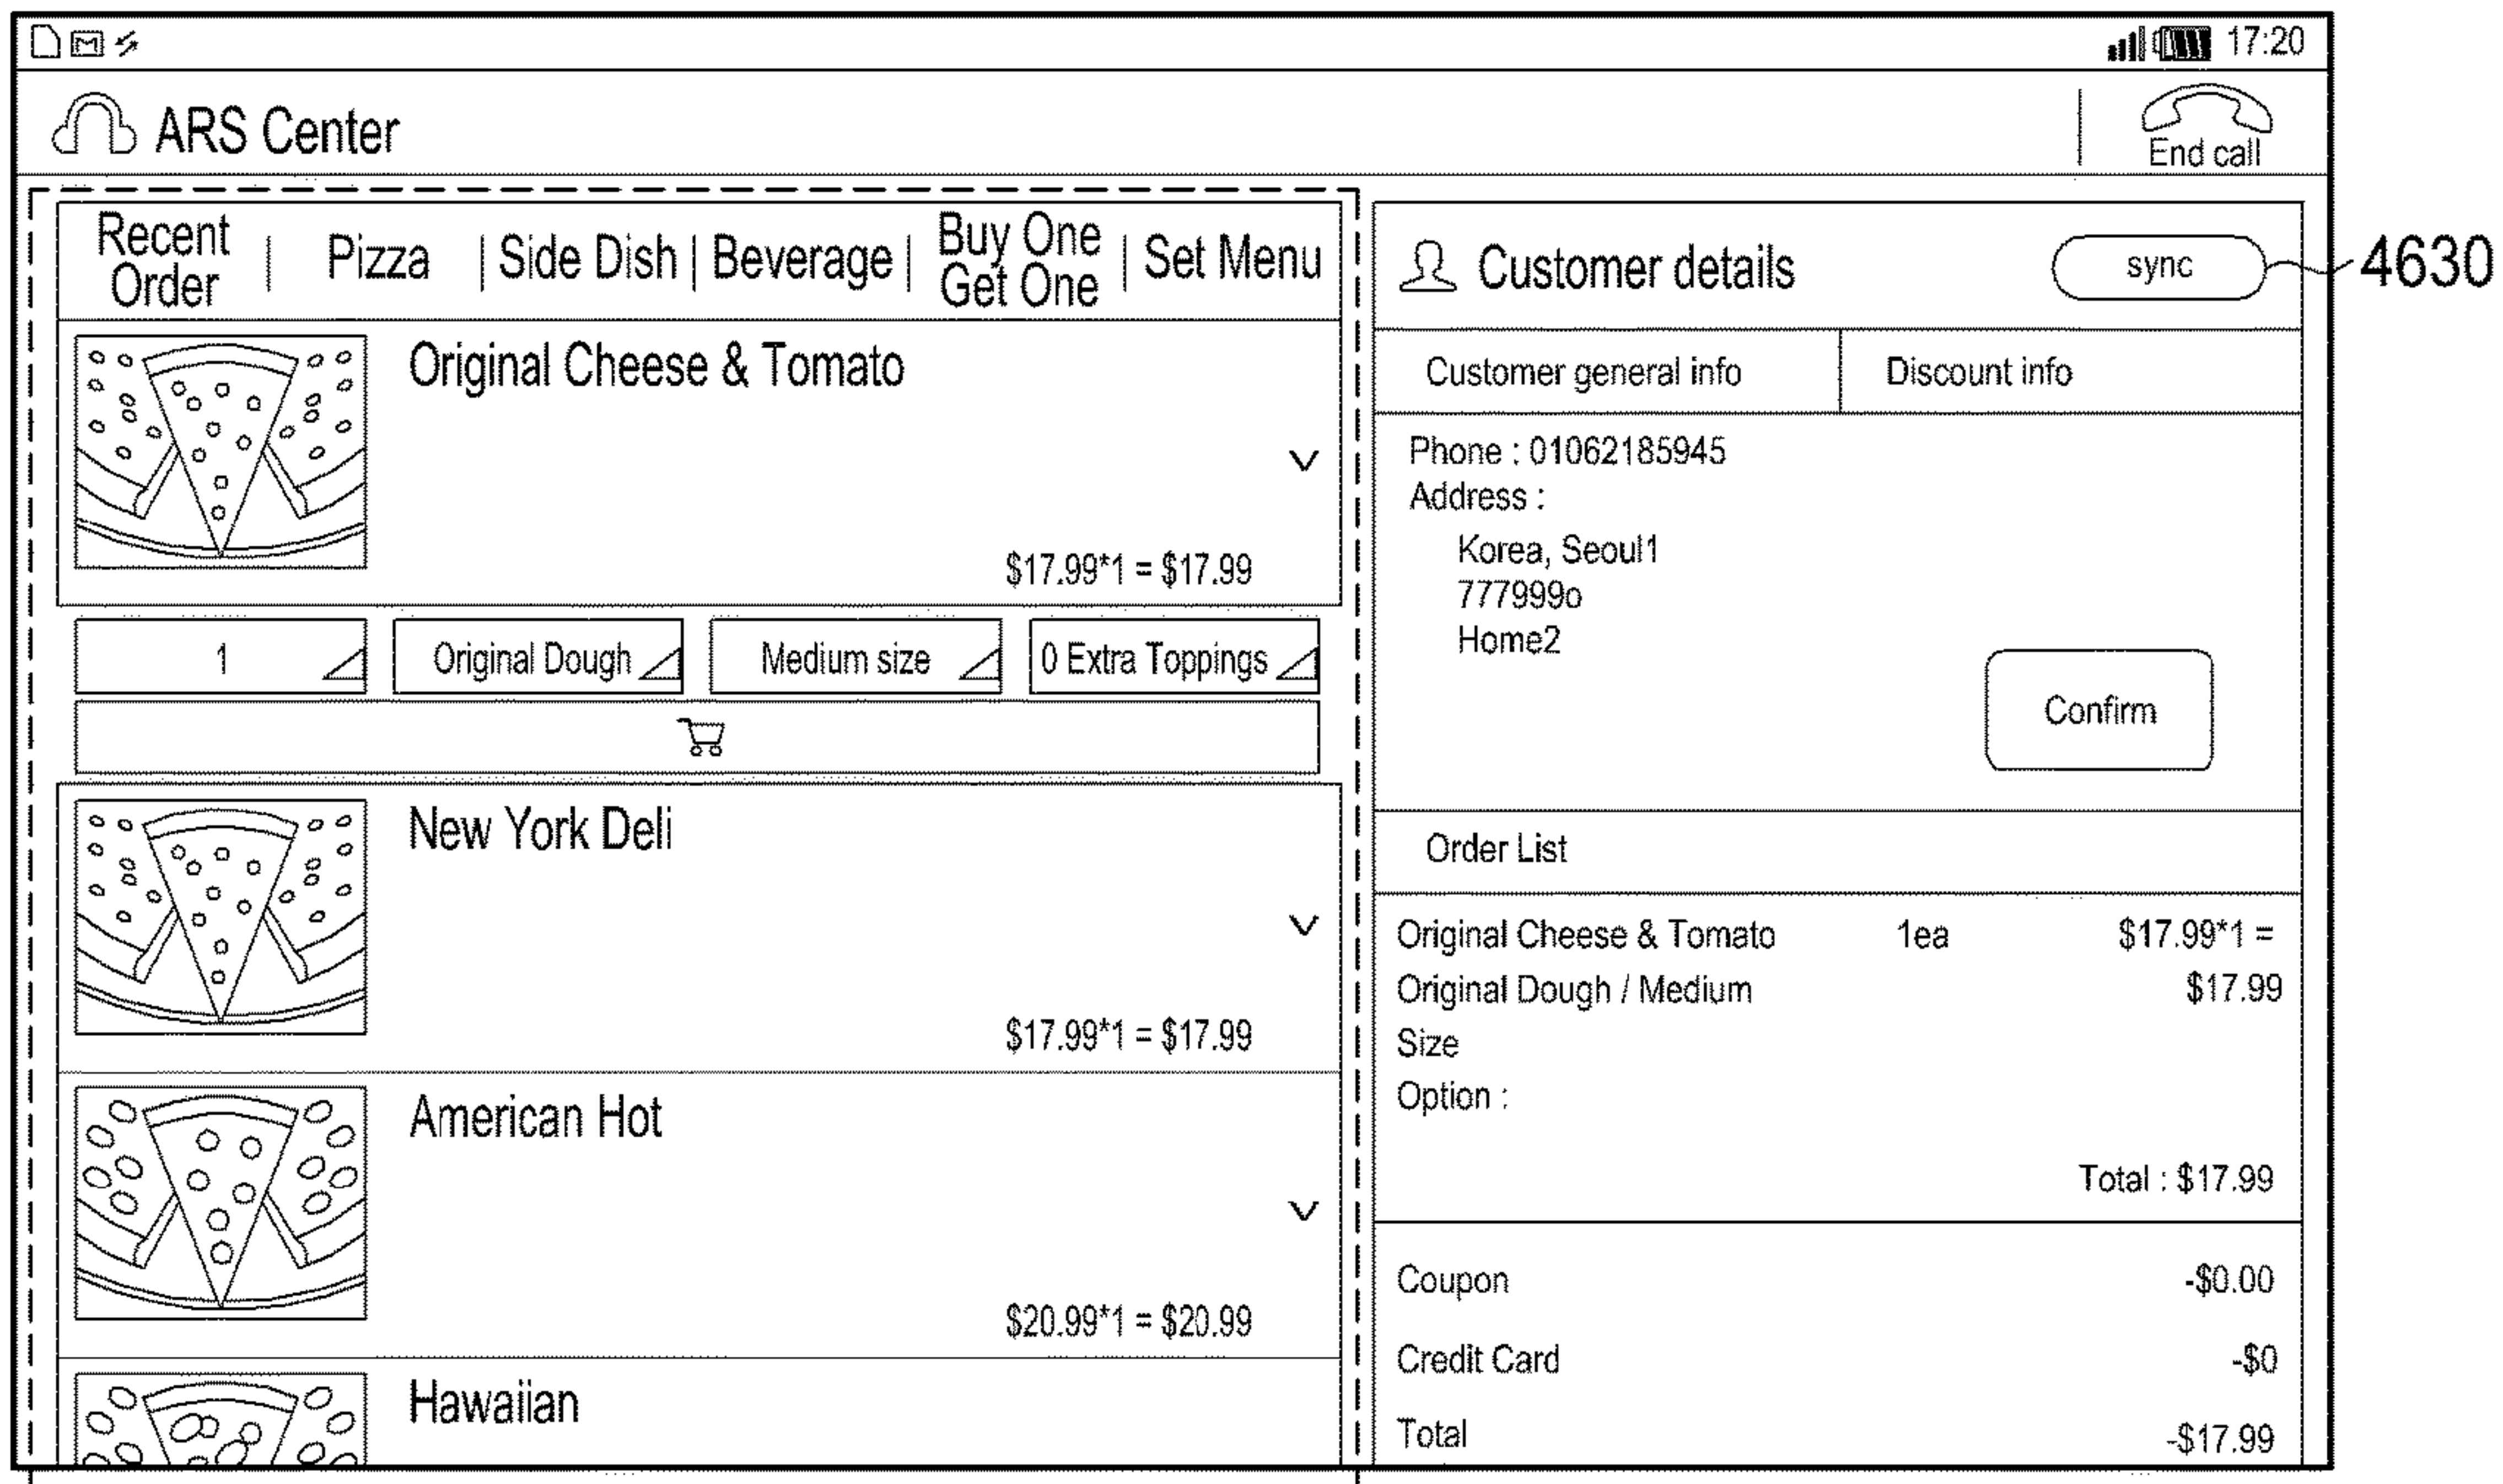 17:20
ARS Center
End call
Recent Order | Pizza | Side Dish | Beverage | Buy One Get One | Set Menu
Original Cheese & Tomato
$17.99*1 = $17.99
1
Original Dough
Medium size
0 Extra Toppings
New York Deli
$17.99*1 = $17.99
American Hot
$20.99*1 = $20.99
Hawaiian
Customer details
sync
4630
Customer general info
Discount info
Phone : 01062185945
Address :
Korea, Seoul1
777999o
Home2
Confirm
Order List
Original Cheese & Tomato 1ea $17.99*1 =
Original Dough / Medium $17.99
Size
Option :
Total : $17.99
Coupon -$0.00
Credit Card -$0
Total -$17.99